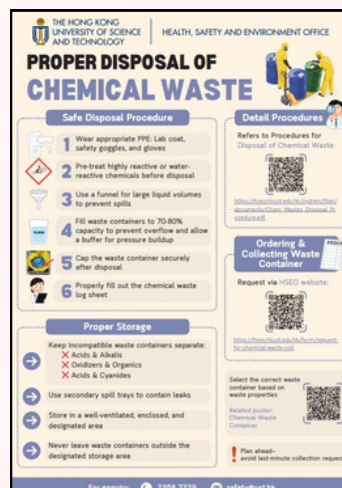 THE HONG KONG
UNIVERSITY OF SCIENCE
AND TECHNOLOGY
HEALTH, SAFETY AND ENVIRONMENT OFFICE
PROPER DISPOSAL OF
CHEMICAL WASTE
Safe Disposal Procedure
1 Wear appropriate PPE: Lab coat,
safety goggles, and gloves
2 Pre-treat highly reactive or water-
reactive chemicals before disposal
3 Use a funnel for large liquid volumes
to prevent spills
4 Fill waste containers to 70-80%
capacity to prevent overflow and allow
a buffer for pressure buildup
5 Cap the waste container securely
after disposal
6 Properly fill out the chemical waste
log sheet
Proper Storage
Keep incompatible waste containers separate:
Acids & Alkalis
Oxidizers & Organics
Acids & Cyanides
Use secondary spill trays to contain leaks
Store in a well-ventilated, enclosed, and
designated area
Never leave waste containers outside the
designated storage area
Detail Procedures
Refers to Procedures for
Disposal of Chemical Waste:
Ordering &
Collecting Waste
Container
Request via HSEO website:
Select the correct waste
container based on
waste properties
Related poster:
Chemical Waste
Container
Plan ahead–
avoid last-minute collection request
For enquiry:
2358 7229